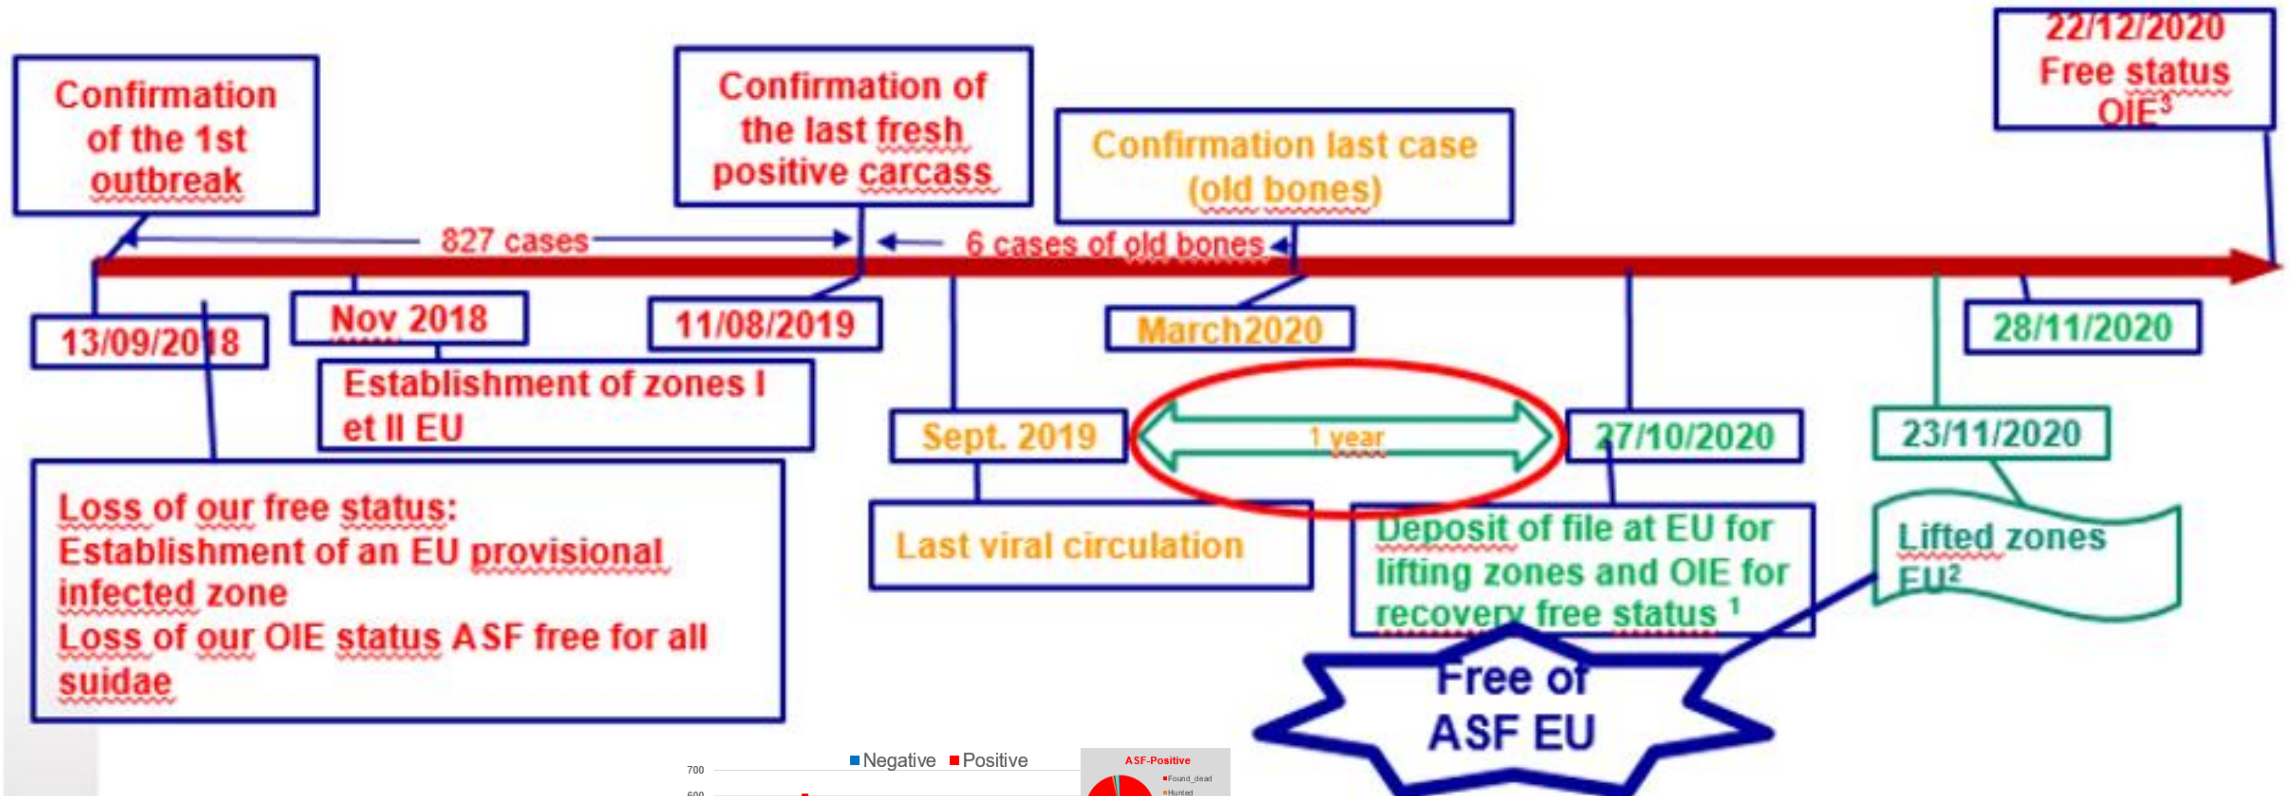 Confirmation
of the 1st
outbreak
Confirmation of
the last fresh
positive carcass
Confirmation last case
(old bones)
22/12/2020
Free status
OIE³
827 cases
6 cases of old bones
13/09/2018
Nov 2018
11/08/2019
March2020
28/11/2020
Establishment of zones I
et II EU
Sept. 2019
1 year
27/10/2020
23/11/2020
Loss of our free status:
Establishment of an EU provisional
infected zone
Loss of our OIE status ASF free for all
suidae
Last viral circulation
Deposit of file at EU for
lifting zones and OIE for
recovery free status ¹
Lifted zones
EU²
Free of
ASF EU
Negative Positive
700
600
ASF-Positive
Found_dead
Hunted